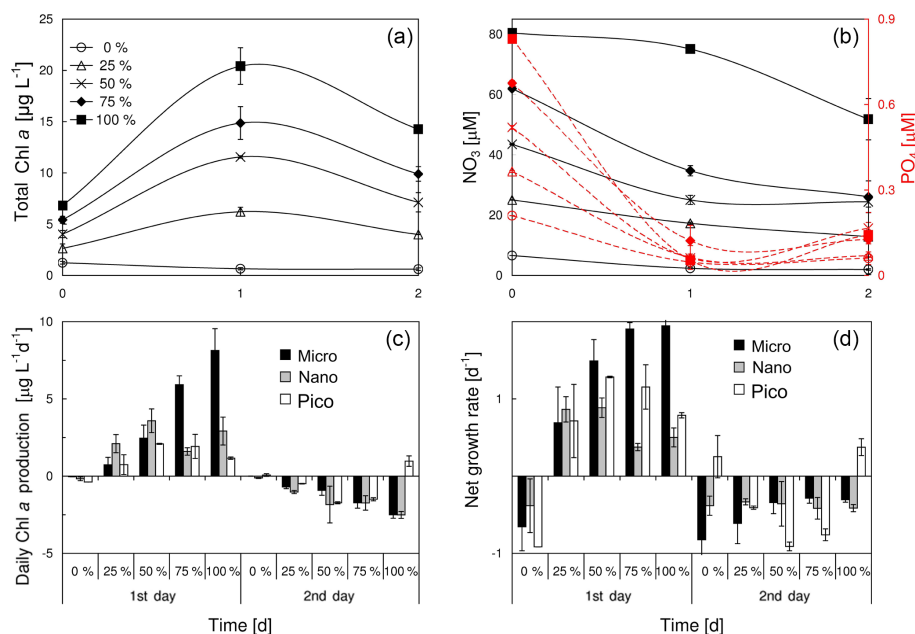 (a)
Total Chl a [µg L-1]
25
20
15
10
5
0
0 %
25 %
50 %
75 %
100 %
0 1 2
(b)
NO3 [µM]
80
60
40
20
0
0 1 2
PO4 [µM]
0.9
0.6
0.3
0
(c)
Daily Chl a production [µg L-1d-1]
10
5
0
-5
Micro
Nano
Pico
0 % 25 % 50 % 75 % 100 % 0 % 25 % 50 % 75 % 100 %
1st day 2nd day
Time [d]
(d)
Net growth rate [d-1]
1
-1
Micro
Nano
Pico
0 % 25 % 50 % 75 % 100 % 0 % 25 % 50 % 75 % 100 %
1st day 2nd day
Time [d]